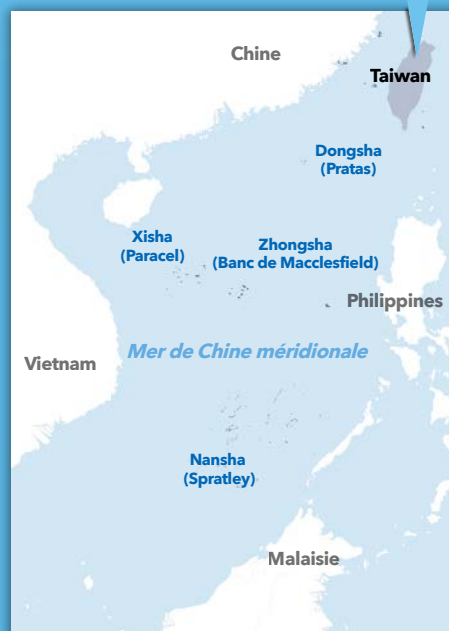 Chine
Taiwan
Dongsha
(Pratas)
Xisha
(Paracel)
Zhongsha
(Banc de Macclesfield)
Philippines
Mer de Chine méridionale
Vietnam
Nansha
(Spratley)
Malaisie